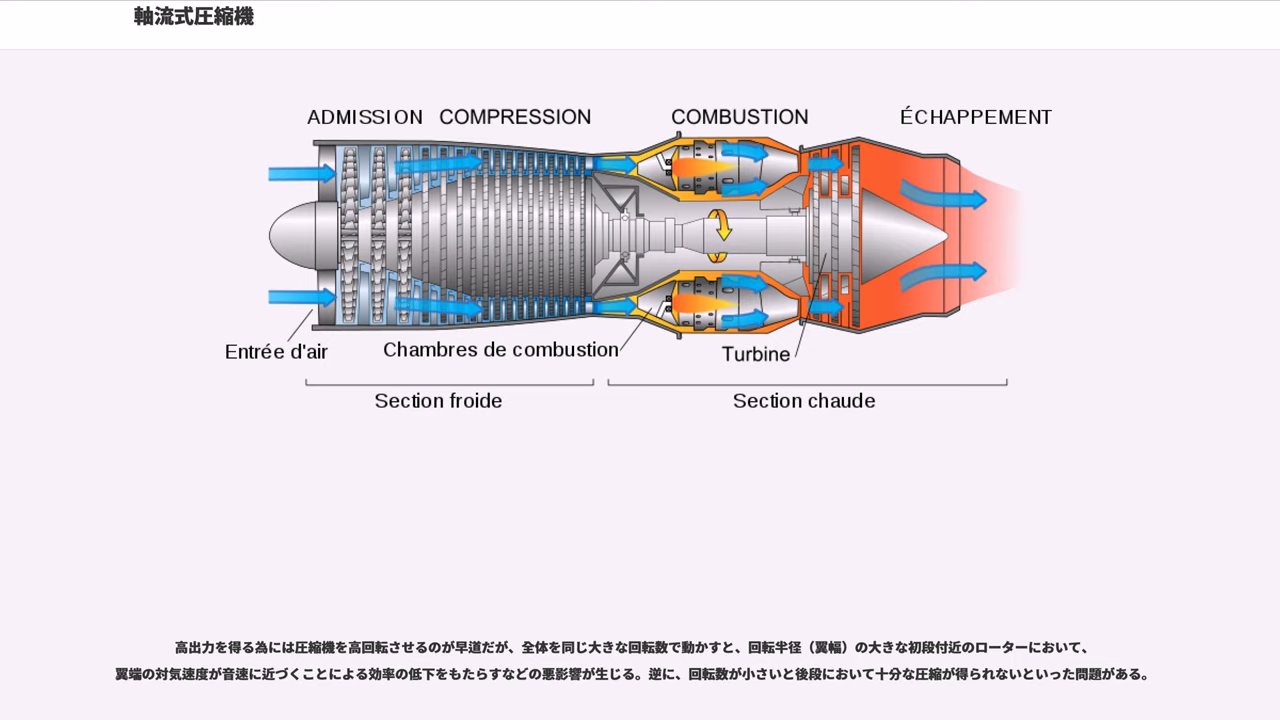 軸流式圧縮機
ADMISSION COMPRESSION COMBUSTION ÉCHAPPEMENT
Entrée d'air
Chambres de combustion
Turbine
Section froide
Section chaude
高出力を得る為には圧縮機を高回転させるのが早道だが、全体を同じ大きな回転数で動かすと、回転半径（翼幅）の大きな初段付近のローターにおいて、
翼端の対気速度が音速に近づくことによる効率の低下をもたらすなどの悪影響が生じる。逆に、回転数が小さいと後段において十分な圧縮が得られないといった問題がある。